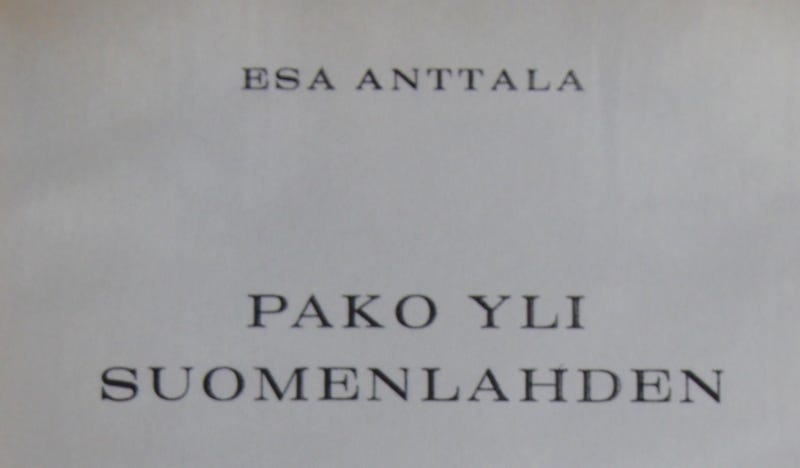 ESA ANTTALA
PAKO YLI
SUOMENLAHDEN